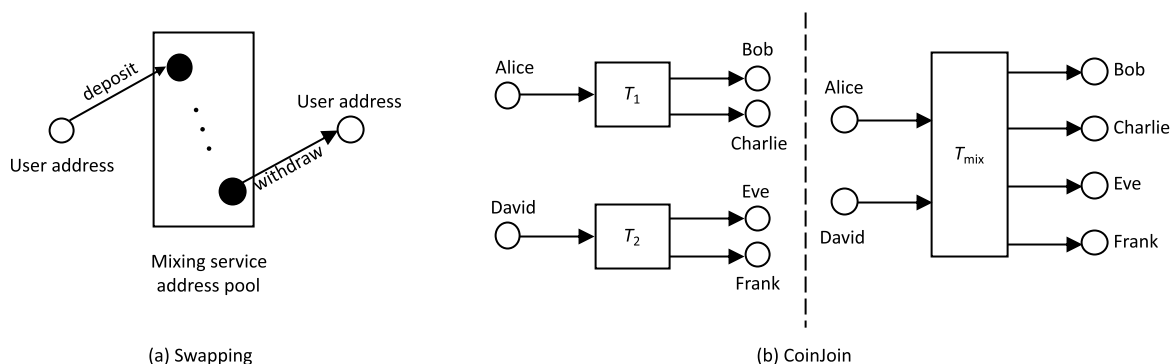 deposit
User address
User address
withdraw
Mixing service
address pool
(a) Swapping
Alice
T1
Bob
Charlie
David
T2
Eve
Frank
Alice
David
Tmix
Bob
Charlie
Eve
Frank
(b) CoinJoin